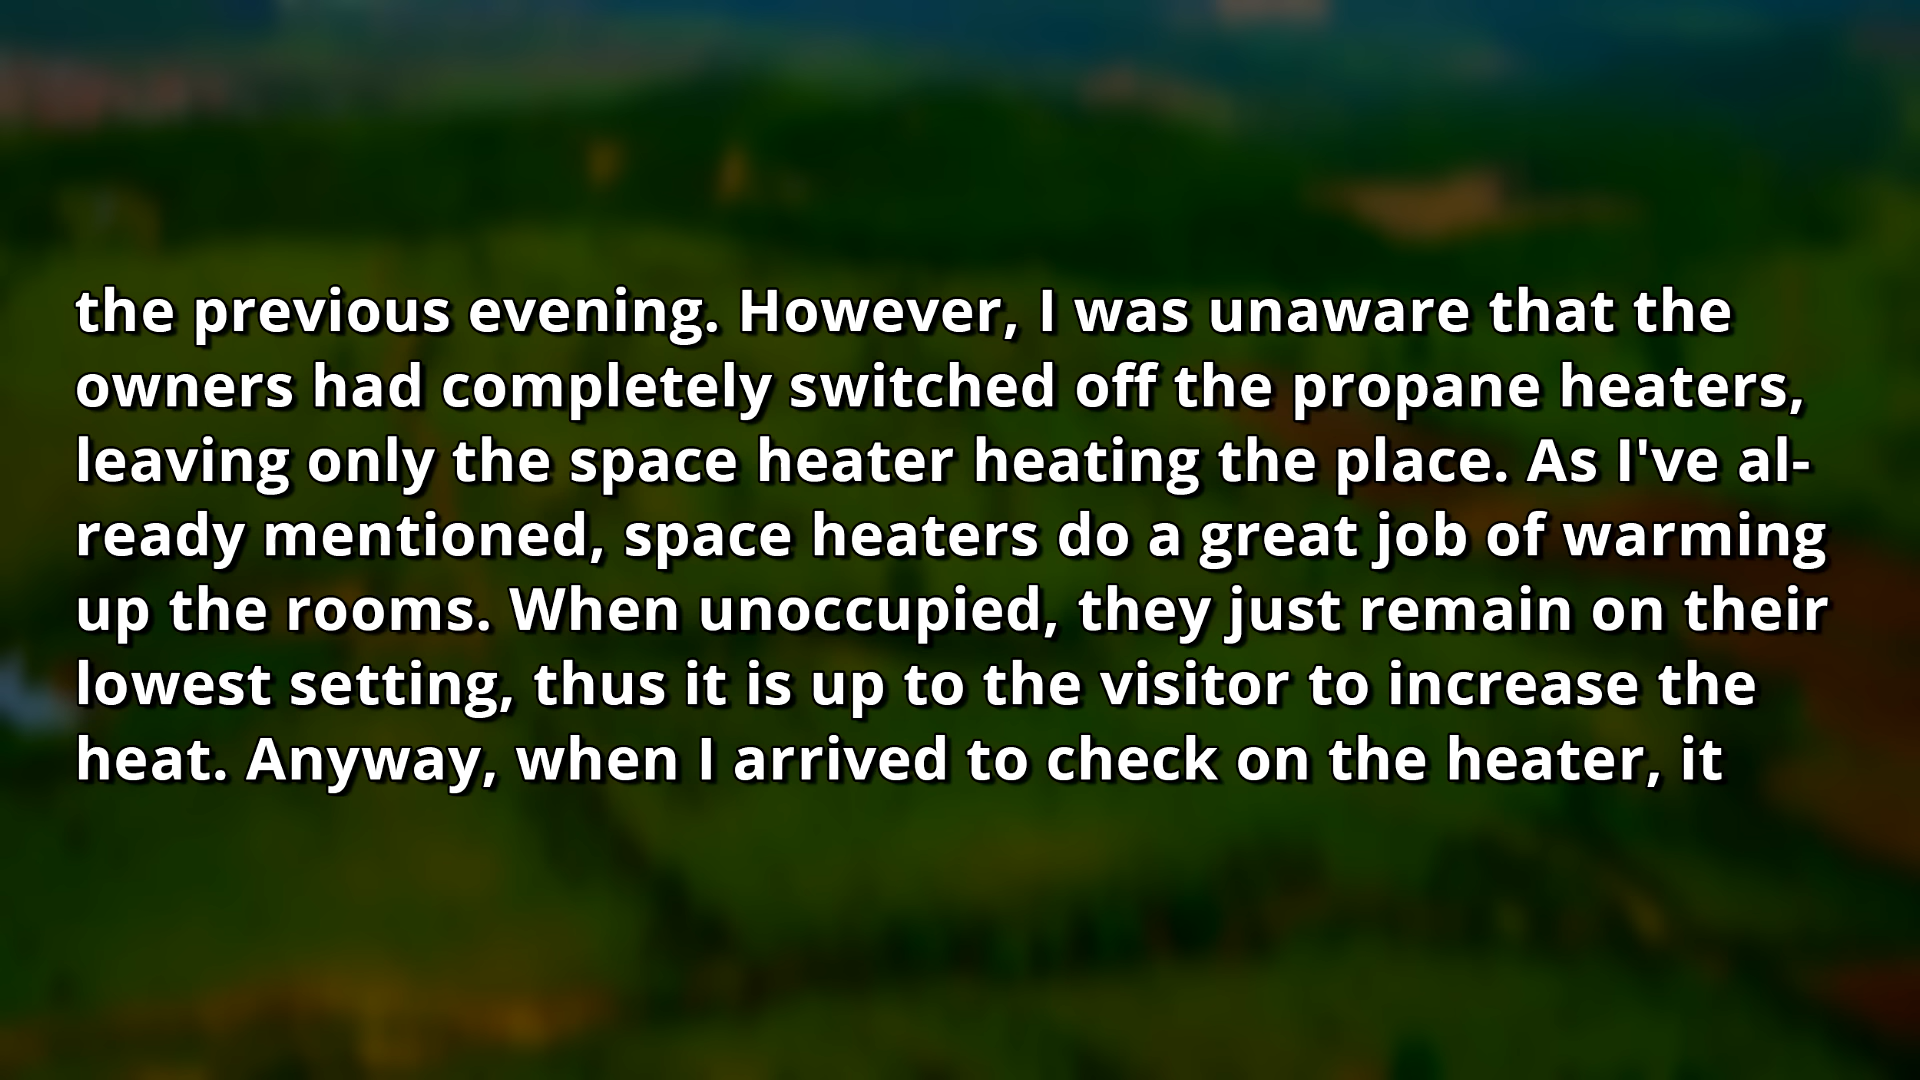 the previous evening. However, I was unaware that the
owners had completely switched off the propane heaters,
leaving only the space heater heating the place. As I've al-
ready mentioned, space heaters do a great job of warming
up the rooms. When unoccupied, they just remain on their
lowest setting, thus it is up to the visitor to increase the
heat. Anyway, when I arrived to check on the heater, it